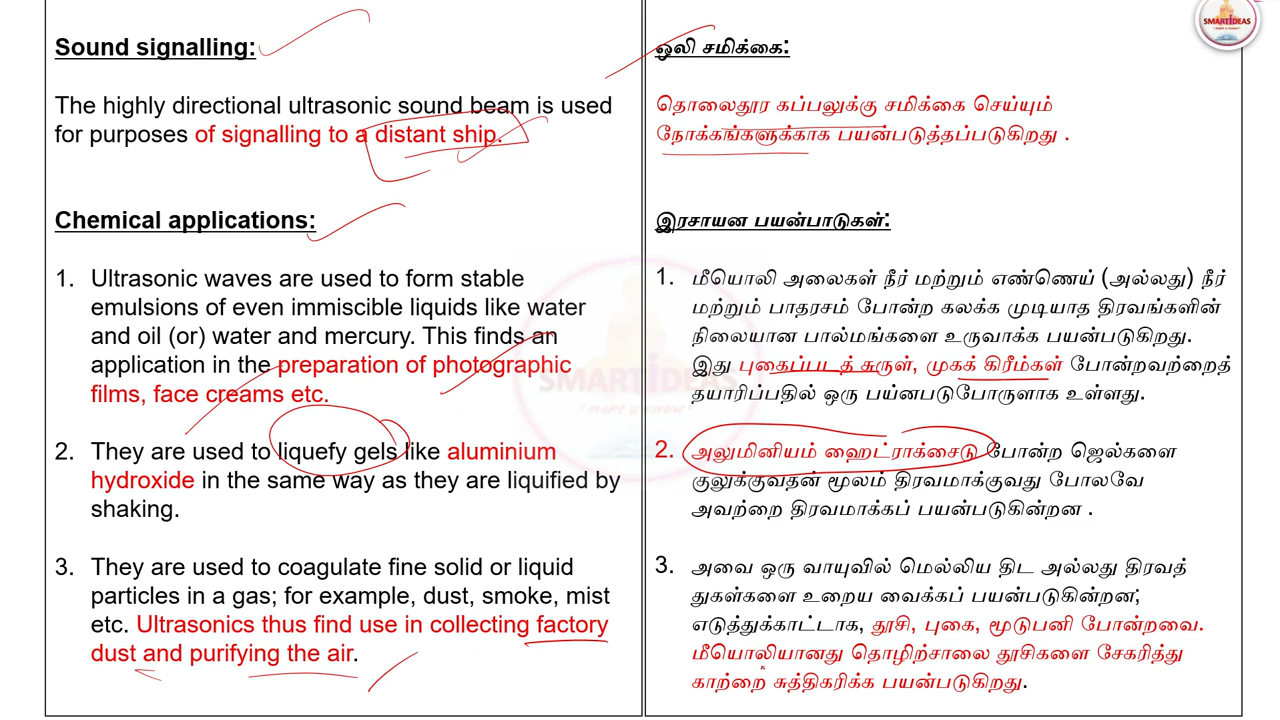 SMARTIDEAS
Sound signalling:
The highly directional ultrasonic sound beam is used
for purposes of signalling to a distant ship.
Chemical applications:
1. Ultrasonic waves are used to form stable
emulsions of even immiscible liquids like water
and oil (or) water and mercury. This finds an
application in the preparation of photographic
films, face creams etc.
2. They are used to liquefy gels like aluminium
hydroxide in the same way as they are liquified by
shaking.
3. They are used to coagulate fine solid or liquid
particles in a gas; for example, dust, smoke, mist
etc. Ultrasonics thus find use in collecting factory
dust and purifying the air.
ஒலி சமிக்கை:
தொலைதூர கப்பலுக்கு சமிக்கை செய்யும்
நோக்கங்களுக்காக பயன்படுத்தப்படுகிறது .
இரசாயன பயன்பாடுகள்:
1. மீயொலி அலைகள் நீர் மற்றும் எண்ணெய் (அல்லது) நீர்
மற்றும் பாதரசம் போன்ற கலக்க முடியாத திரவங்களின்
நிலையான பால்மங்களை உருவாக்க பயன்படுகிறது.
இது புகைப்படத் சுருள், முகக் கிரீம்கள் போன்றவற்றைத்
தயாரிப்பதில் ஒரு பய்னபடுபோருளாக உள்ளது.
2. அலுமினியம் ஹைட்ராக்சைடு போன்ற ஜெல்களை
குலுக்குவதன் மூலம் திரவமாக்குவது போலவே
அவற்றை திரவமாக்கப் பயன்படுகின்றன .
3. அவை ஒரு வாயுவில் மெல்லிய திட அல்லது திரவத்
துகள்களை உறைய வைக்கப் பயன்படுகின்றன;
எடுத்துக்காட்டாக, தூசி, புகை, மூடுபனி போன்றவை.
மீயொலியானது தொழிற்சாலை தூசிகளை சேகரித்து
காற்றை சுத்திகரிக்க பயன்படுகிறது.
SMARTIDEAS